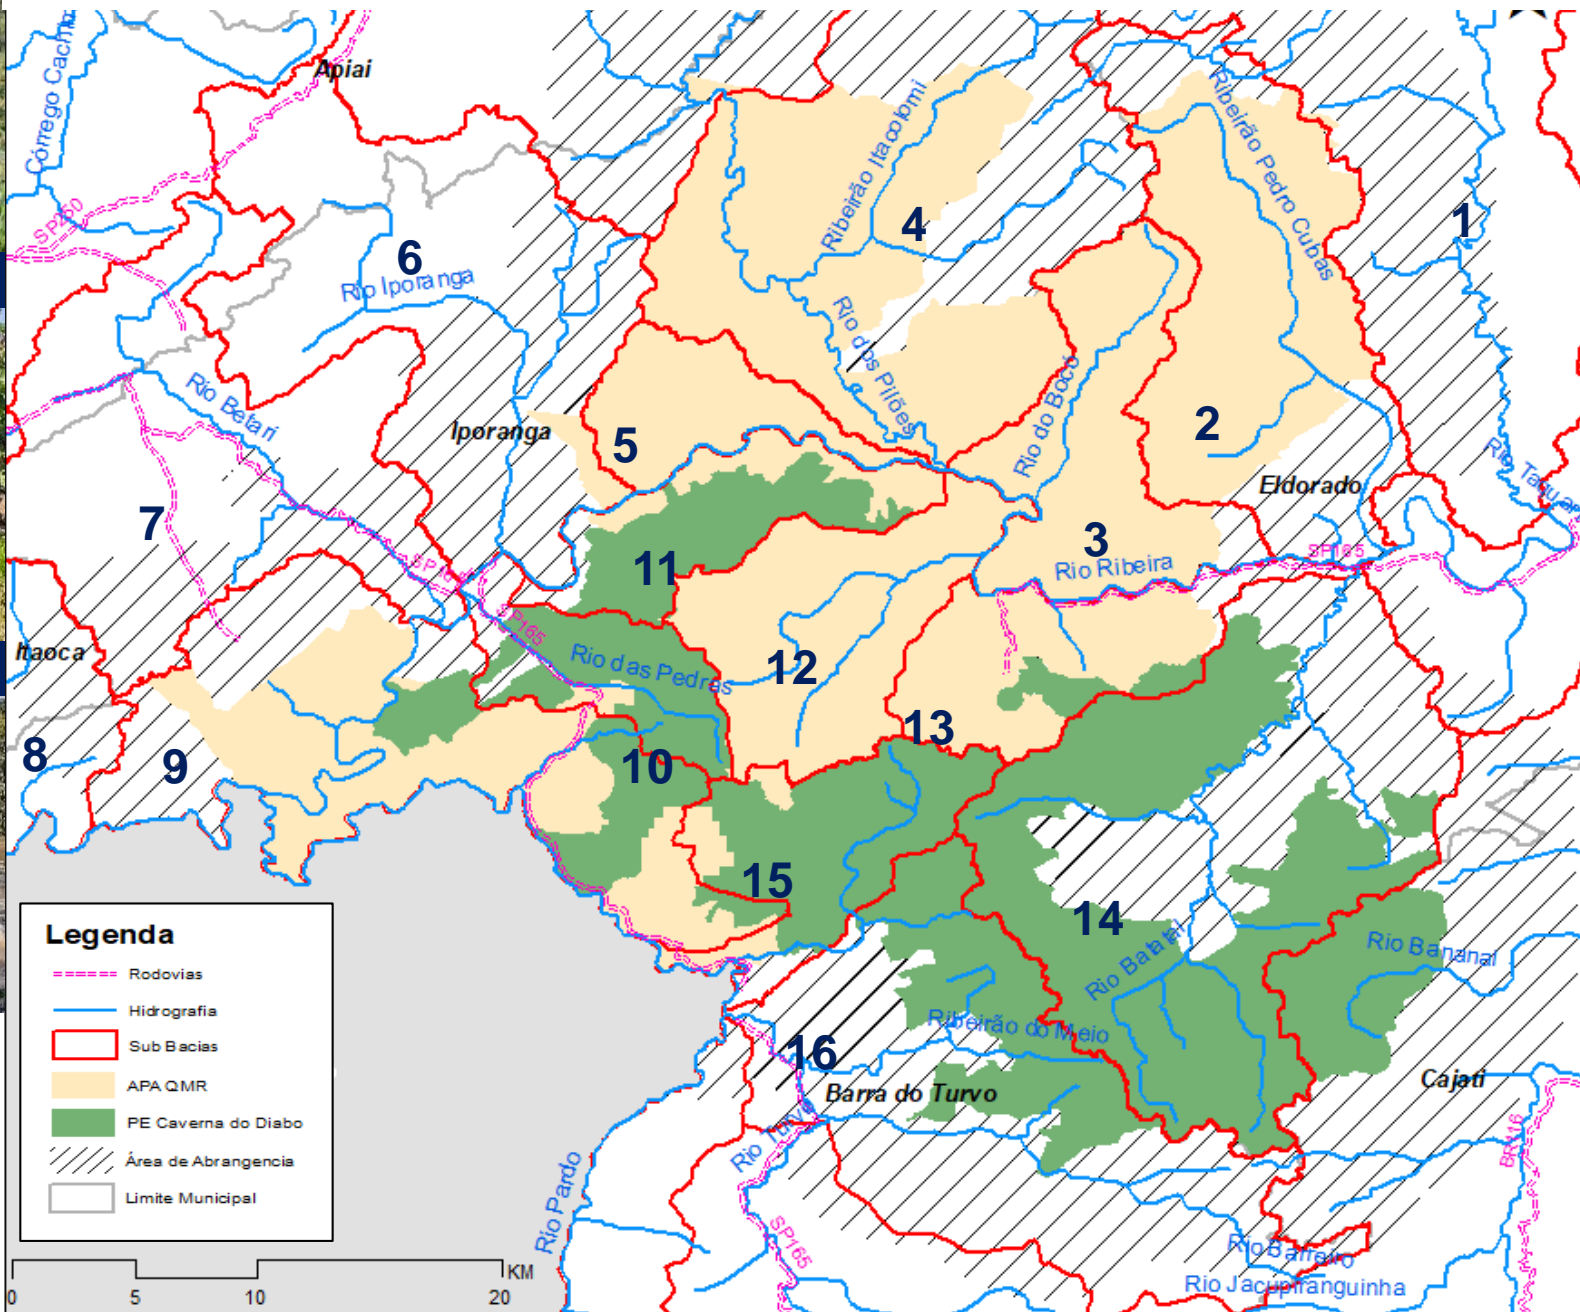 Apiai
Córrego Cacho
SP250
Ribeirão Itacolomi
Ribeirão Pedro Cubas
1
4
6
Rio Iporanga
Rio dos Pilões
Rio do Bocó
Rio Betari
Iporanga
5
2
Eldorado
Rio Taquari
7
3
SP165
Rio Ribeira
11
SP165
Itaoca
Rio das Pedras
12
13
8
9
10
15
14
Rio Batatal
Rio Bananal
Ribeirão do Meio
16
Barra do Turvo
Cajati
Rio Turvo
BR116
Rio Pardo
SP165
Rio Barreiro
Rio Jacupiranguinha
Legenda
Rodovias
Hidrografia
Sub Bacias
APA QMR
PE Caverna do Diabo
Área de Abrangencia
Limite Municipal
KM
0 5 10 20